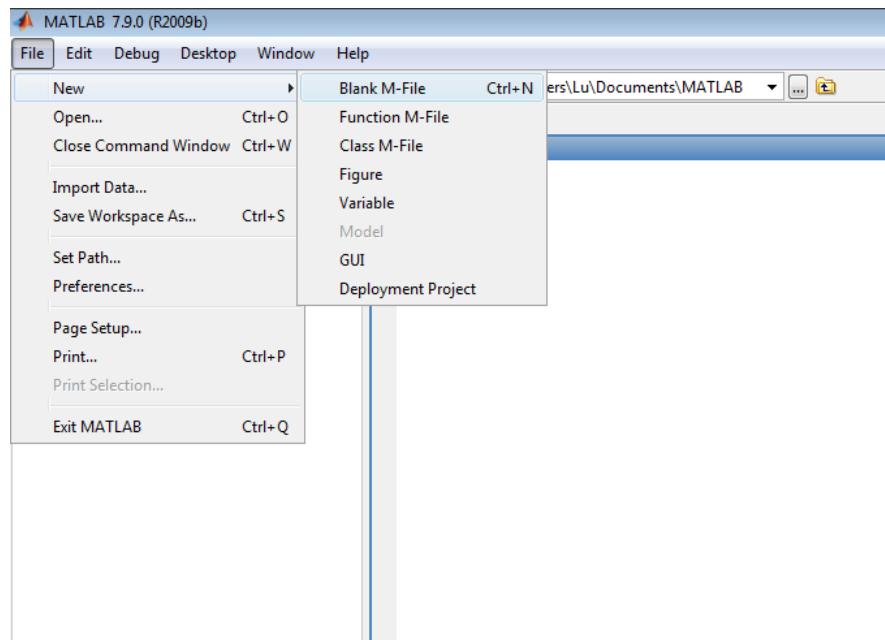 MATLAB 7.9.0 (R2009b)
File Edit Debug Desktop Window Help
New
Open... Ctrl+O
Close Command Window Ctrl+W
Import Data...
Save Workspace As... Ctrl+S
Set Path...
Preferences...
Page Setup...
Print... Ctrl+P
Print Selection...
Exit MATLAB Ctrl+Q
Blank M-File Ctrl+N
Function M-File
Class M-File
Figure
Variable
Model
GUI
Deployment Project
ers\Lu\Documents\MATLAB
...